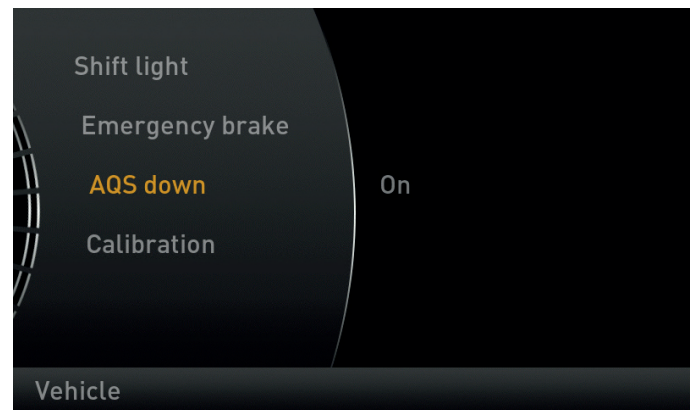 Shift light
Emergency brake
AQS down
On
Calibration
Vehicle